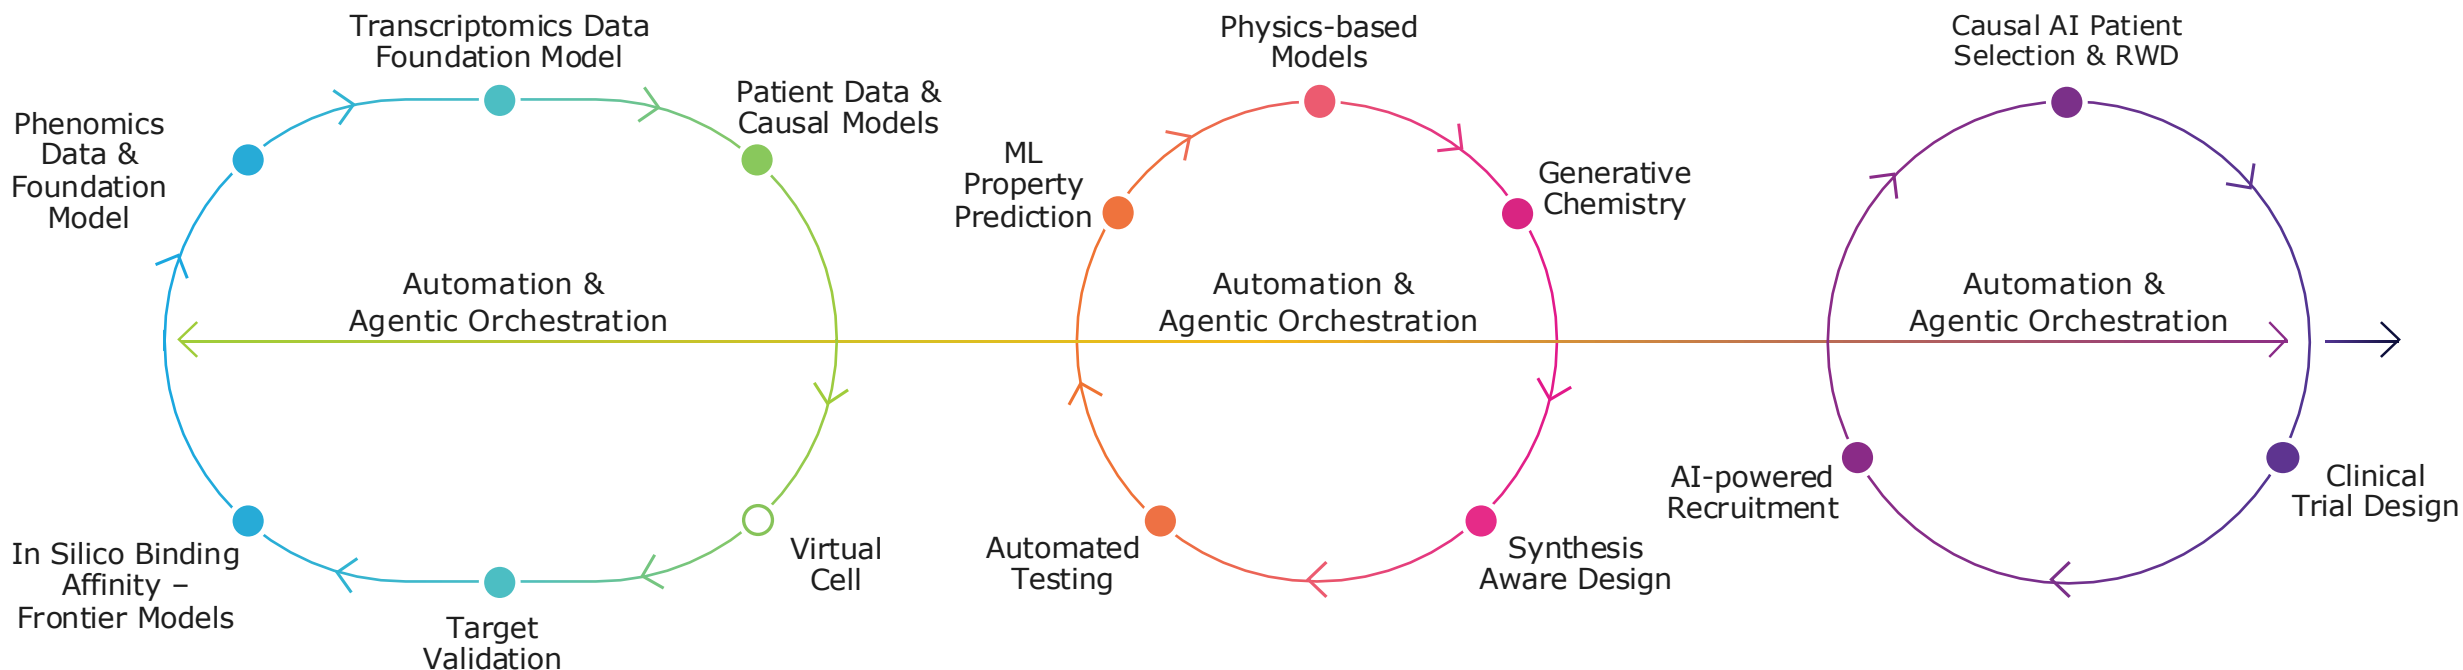 Transcriptomics Data
Foundation Model
Phenomics
Data &
Foundation
Model
Patient Data &
Causal Models
Automation &
Agentic Orchestration
In Silico Binding
Affinity –
Frontier Models
Target
Validation
Virtual
Cell
Physics-based
Models
ML
Property
Prediction
Generative
Chemistry
Automation &
Agentic Orchestration
Automated
Testing
Synthesis
Aware Design
Causal AI Patient
Selection & RWD
Automation &
Agentic Orchestration
AI-powered
Recruitment
Clinical
Trial Design